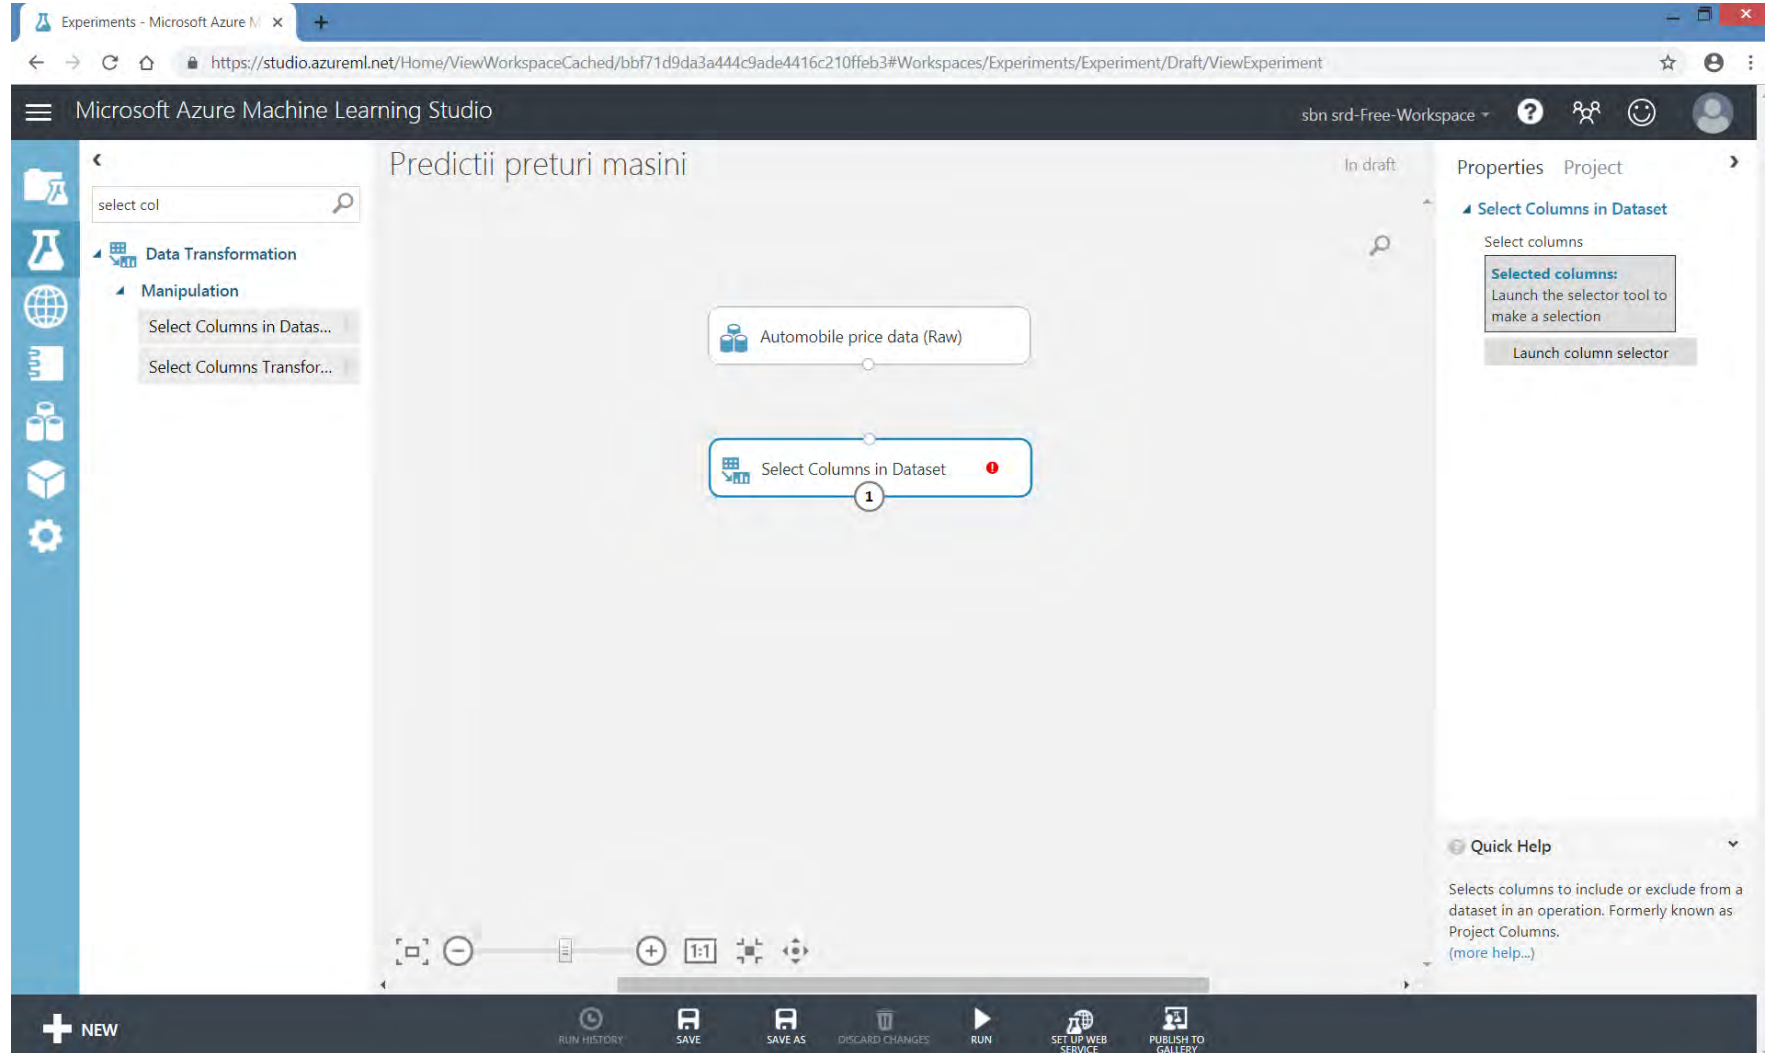 Experiments - Microsoft Azure M
https://studio.azureml.net/Home/ViewWorkspaceCached/bbf71d9da3a444c9ade4416c210ffeb3#Workspaces/Experiments/Experiment/Draft/ViewExperiment
Microsoft Azure Machine Learning Studio
sbn srd-Free-Workspace
select col
Data Transformation
Manipulation
Select Columns in Datas...
Select Columns Transfor...
Predictii preturi masini
In draft
Automobile price data (Raw)
Select Columns in Dataset
1
1:1
Properties Project
Select Columns in Dataset
Select columns
Selected columns:
Launch the selector tool to
make a selection
Launch column selector
Quick Help
Selects columns to include or exclude from a
dataset in an operation. Formerly known as
Project Columns.
(more help...)
NEW
RUN HISTORY
SAVE
SAVE AS
DISCARD CHANGES
RUN
SET UP WEB
SERVICE
PUBLISH TO
GALLERY